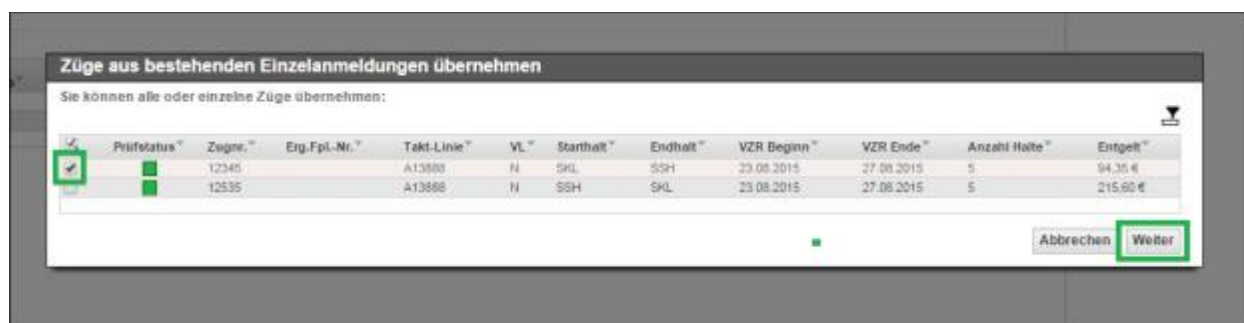 Züge aus bestehenden Einzelanmeldungen übernehmen
Sie können alle oder einzelne Züge übernehmen:
Prüfstatus Zugnr. Erg.Fpl.-Nr. Takt-Linie VL Starthalt Endhalt VZR Beginn VZR Ende Anzahl Halte Entgelt
12345 A13888 N SKL SSH 23.08.2015 27.08.2015 5 94,35 €
12535 A13888 N SSH SKL 23.08.2015 27.08.2015 5 215,60 €
Abbrechen Weiter